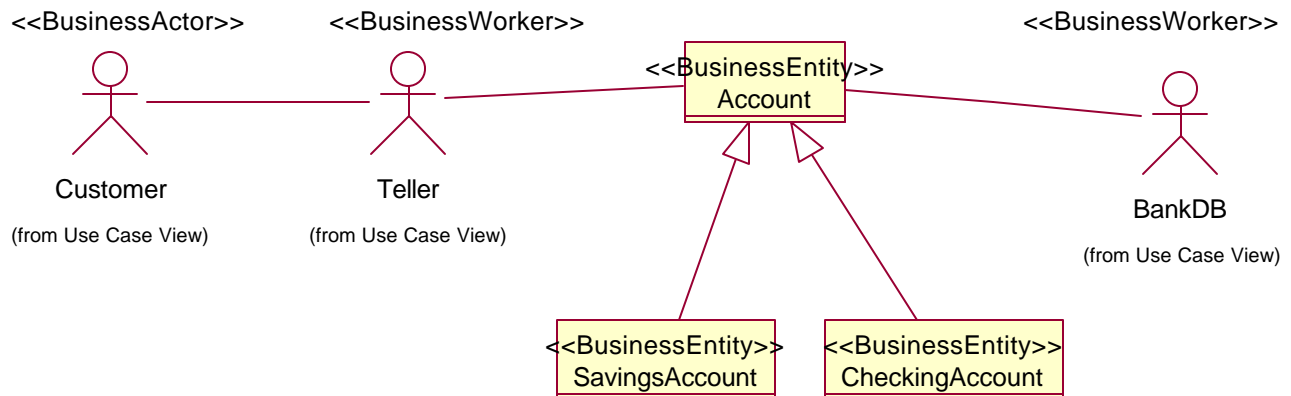 <<BusinessActor>>
Customer
(from Use Case View)
<<BusinessWorker>>
Teller
(from Use Case View)
<<BusinessEntity>>
Account
<<BusinessWorker>>
BankDB
(from Use Case View)
<<BusinessEntity>>
SavingsAccount
<<BusinessEntity>>
CheckingAccount